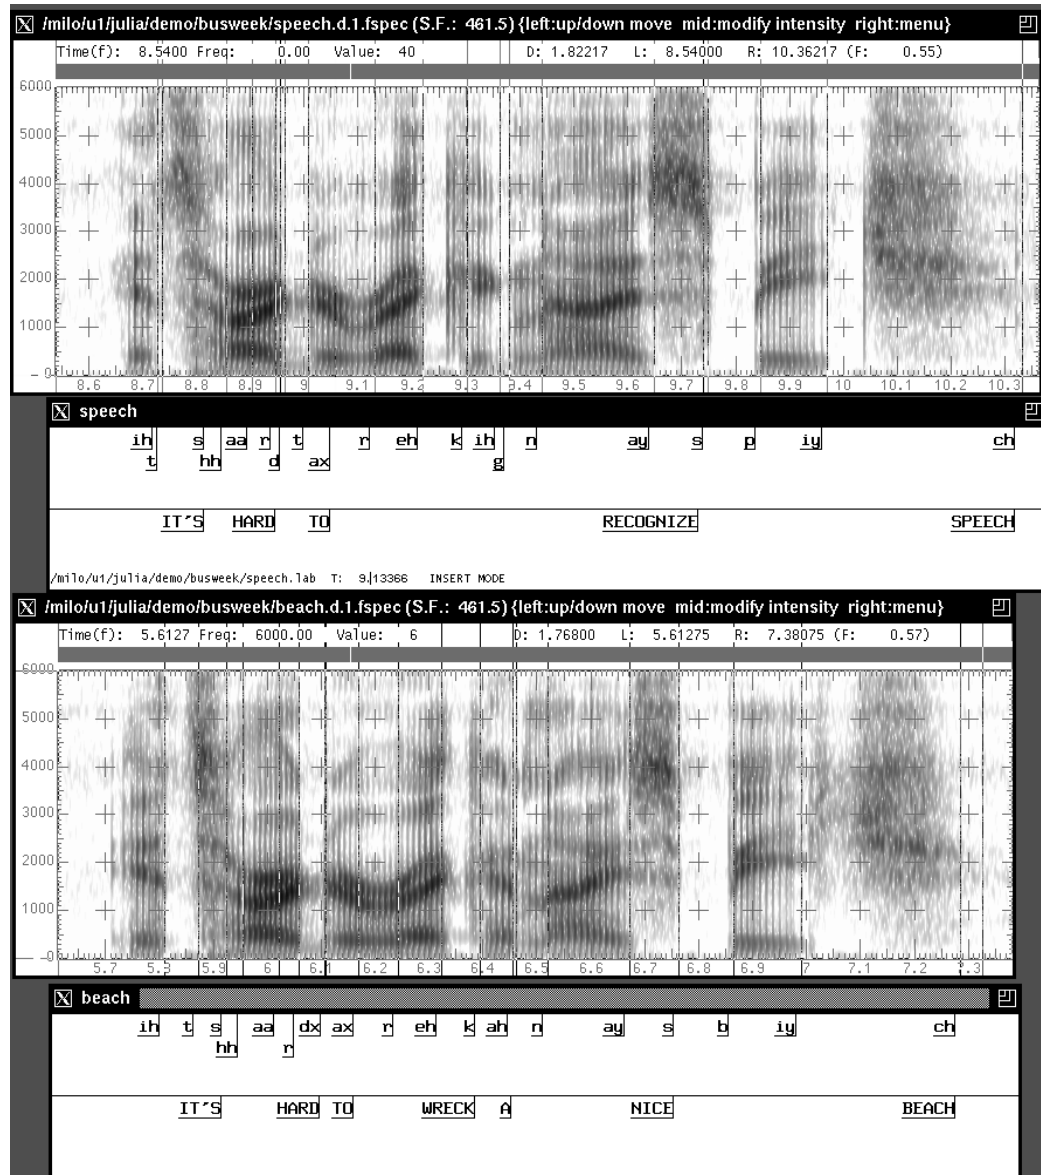 X /milo/u1/julia/demo/busweek/speech.d.1.fspec (S.F.: 461.5) {left:up/down move mid:modify intensity right:menu}
Time(f): 8.5400 Freq: 0.00 Value: 40 D: 1.82217 L: 8.54000 R: 10.36217 (F: 0.55)
6000
5000
4000
3000
2000
1000
0
8.6 8.7 8.8 8.9 9 9.1 9.2 9.3 9.4 9.5 9.6 9.7 9.8 9.9 10 10.1 10.2 10.3
X speech
ih s aa r t r eh k ih n ay s p iy ch
t hh d ax g
IT'S HARD TO RECOGNIZE SPEECH
/milo/u1/julia/demo/busweek/speech.lab T: 9.13366 INSERT MODE
X /milo/u1/julia/demo/busweek/beach.d.1.fspec (S.F.: 461.5) {left:up/down move mid:modify intensity right:menu}
Time(f): 5.6127 Freq: 6000.00 Value: 6 D: 1.76800 L: 5.61275 R: 7.38075 (F: 0.57)
6000
5000
4000
3000
2000
1000
0
5.7 5.8 5.9 6 6.1 6.2 6.3 6.4 6.5 6.6 6.7 6.8 6.9 7 7.1 7.2 7.3
X beach
ih t s aa dx ax r eh k ah n ay s b iy ch
hh r
IT'S HARD TO WRECK A NICE BEACH